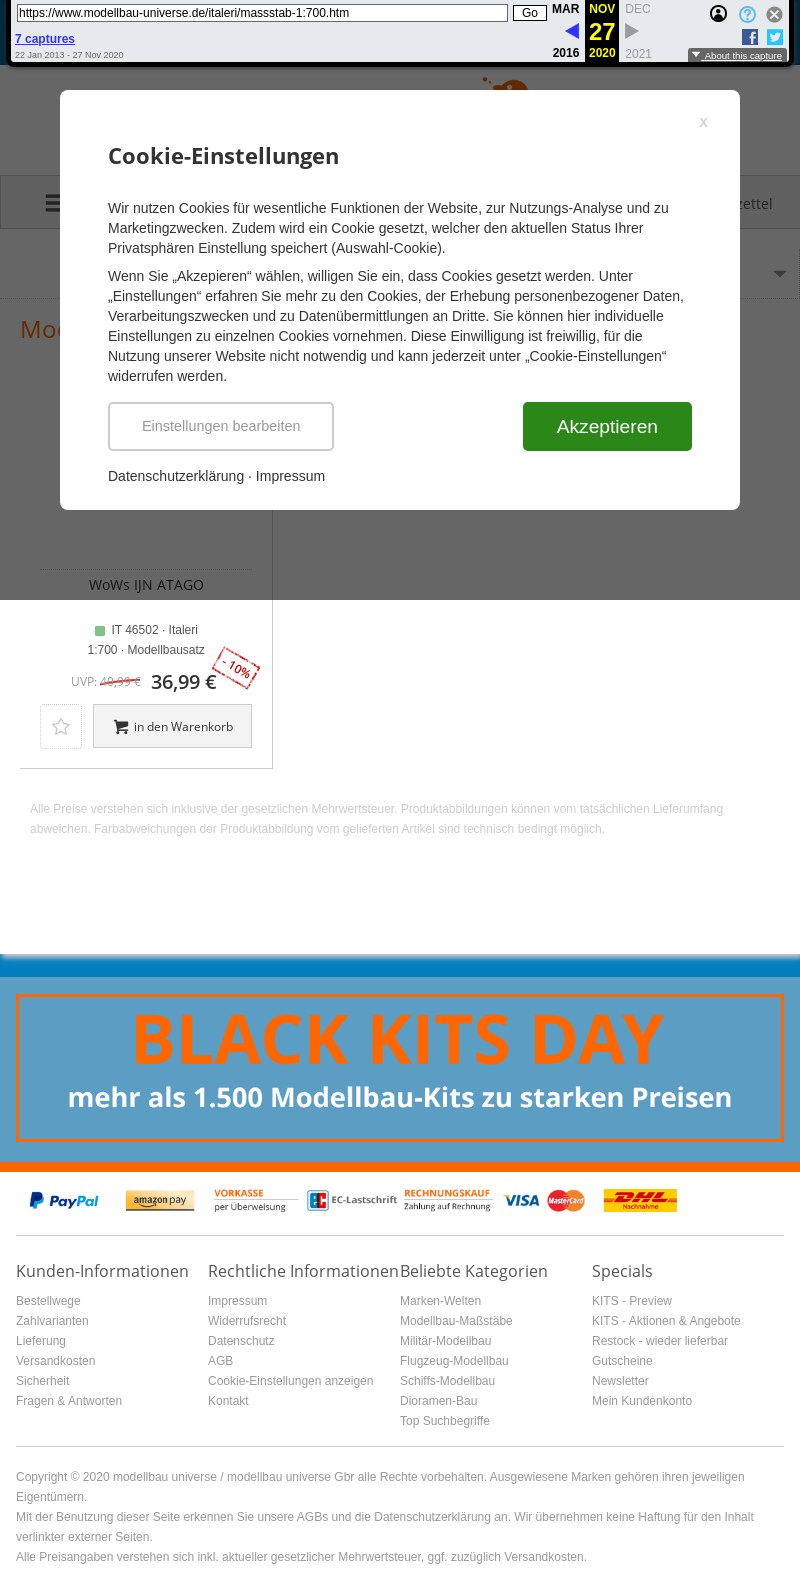 https://www.modellbau-universe.de/italeri/massstab-1:700.htm Go MAR NOV DEC
7 captures 27
22 Jan 2013 - 27 Nov 2020 2016 2020 2021 About this capture
x
Cookie-Einstellungen
zettel
Wir nutzen Cookies für wesentliche Funktionen der Website, zur Nutzungs-Analyse und zu
Marketingzwecken. Zudem wird ein Cookie gesetzt, welcher den aktuellen Status Ihrer
Privatsphären Einstellung speichert (Auswahl-Cookie).
Wenn Sie „Akzepieren“ wählen, willigen Sie ein, dass Cookies gesetzt werden. Unter
„Einstellungen“ erfahren Sie mehr zu den Cookies, der Erhebung personenbezogener Daten,
Verarbeitungszwecken und zu Datenübermittlungen an Dritte. Sie können hier individuelle
Einstellungen zu einzelnen Cookies vornehmen. Diese Einwilligung ist freiwillig, für die
Nutzung unserer Website nicht notwendig und kann jederzeit unter „Cookie-Einstellungen“
widerrufen werden.
Einstellungen bearbeiten Akzeptieren
Datenschutzerklärung · Impressum
WoWs IJN ATAGO
IT 46502 · Italeri
1:700 · Modellbausatz
- 10%
UVP: 40,99 € 36,99 €
in den Warenkorb
Alle Preise verstehen sich inklusive der gesetzlichen Mehrwertsteuer. Produktabbildungen können vom tatsächlichen Lieferumfang
abweichen. Farbabweichungen der Produktabbildung vom gelieferten Artikel sind technisch bedingt möglich.
BLACK KITS DAY
mehr als 1.500 Modellbau-Kits zu starken Preisen
PayPal amazon pay VORKASSE per Überweisung EC-Lastschrift RECHNUNGSKAUF Zahlung auf Rechnung VISA MasterCard DHL Nachnahme
Kunden-Informationen
Bestellwege
Zahlvarianten
Lieferung
Versandkosten
Sicherheit
Fragen & Antworten
Rechtliche Informationen
Impressum
Widerrufsrecht
Datenschutz
AGB
Cookie-Einstellungen anzeigen
Kontakt
Beliebte Kategorien
Marken-Welten
Modellbau-Maßstäbe
Militär-Modellbau
Flugzeug-Modellbau
Schiffs-Modellbau
Dioramen-Bau
Top Suchbegriffe
Specials
KITS - Preview
KITS - Aktionen & Angebote
Restock - wieder lieferbar
Gutscheine
Newsletter
Mein Kundenkonto
Copyright © 2020 modellbau universe / modellbau universe Gbr alle Rechte vorbehalten. Ausgewiesene Marken gehören ihren jeweiligen
Eigentümern.
Mit der Benutzung dieser Seite erkennen Sie unsere AGBs und die Datenschutzerklärung an. Wir übernehmen keine Haftung für den Inhalt
verlinkter externer Seiten.
Alle Preisangaben verstehen sich inkl. aktueller gesetzlicher Mehrwertsteuer, ggf. zuzüglich Versandkosten.